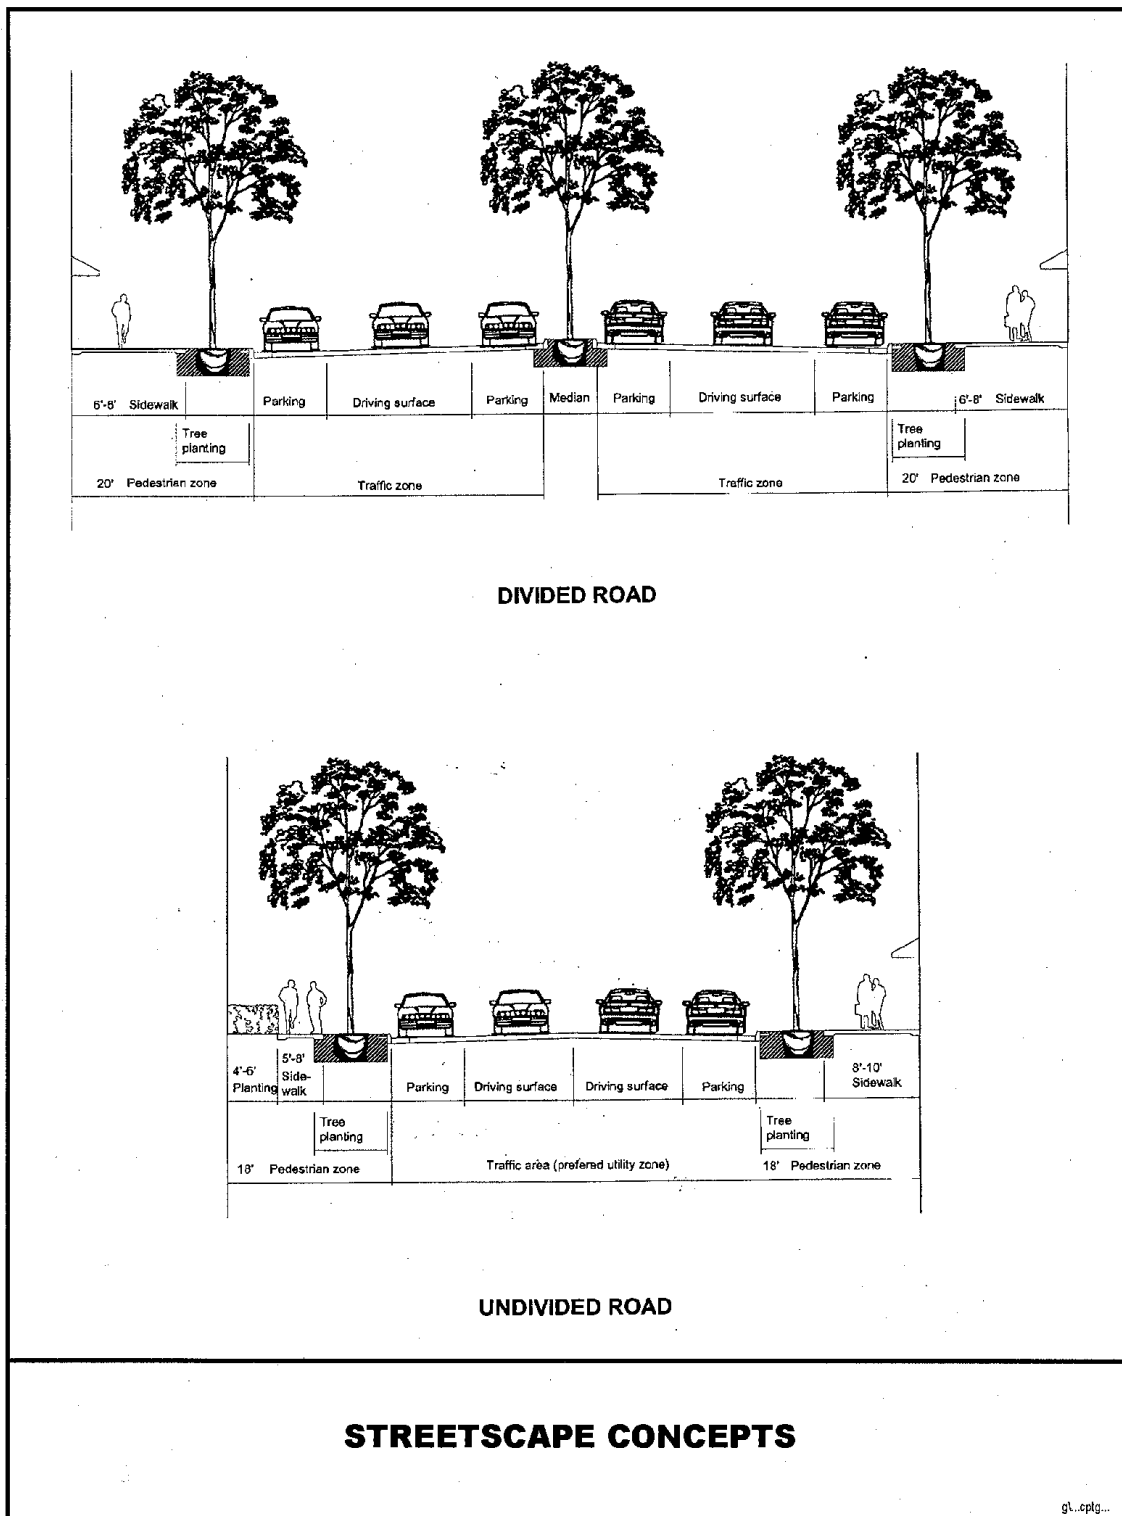 6'-8' Sidewalk
Parking
Driving surface
Parking
Median
Parking
Driving surface
Parking
6'-8' Sidewalk
Tree
planting
Tree
planting
20' Pedestrian zone
Traffic zone
Traffic zone
20' Pedestrian zone
DIVIDED ROAD
4'-6'
Planting
5'-8'
Side-
walk
Parking
Driving surface
Driving surface
Parking
8'-10'
Sidewalk
Tree
planting
Tree
planting
18' Pedestrian zone
Traffic area (prefered utility zone)
18' Pedestrian zone
UNDIVIDED ROAD
STREETSCAPE CONCEPTS